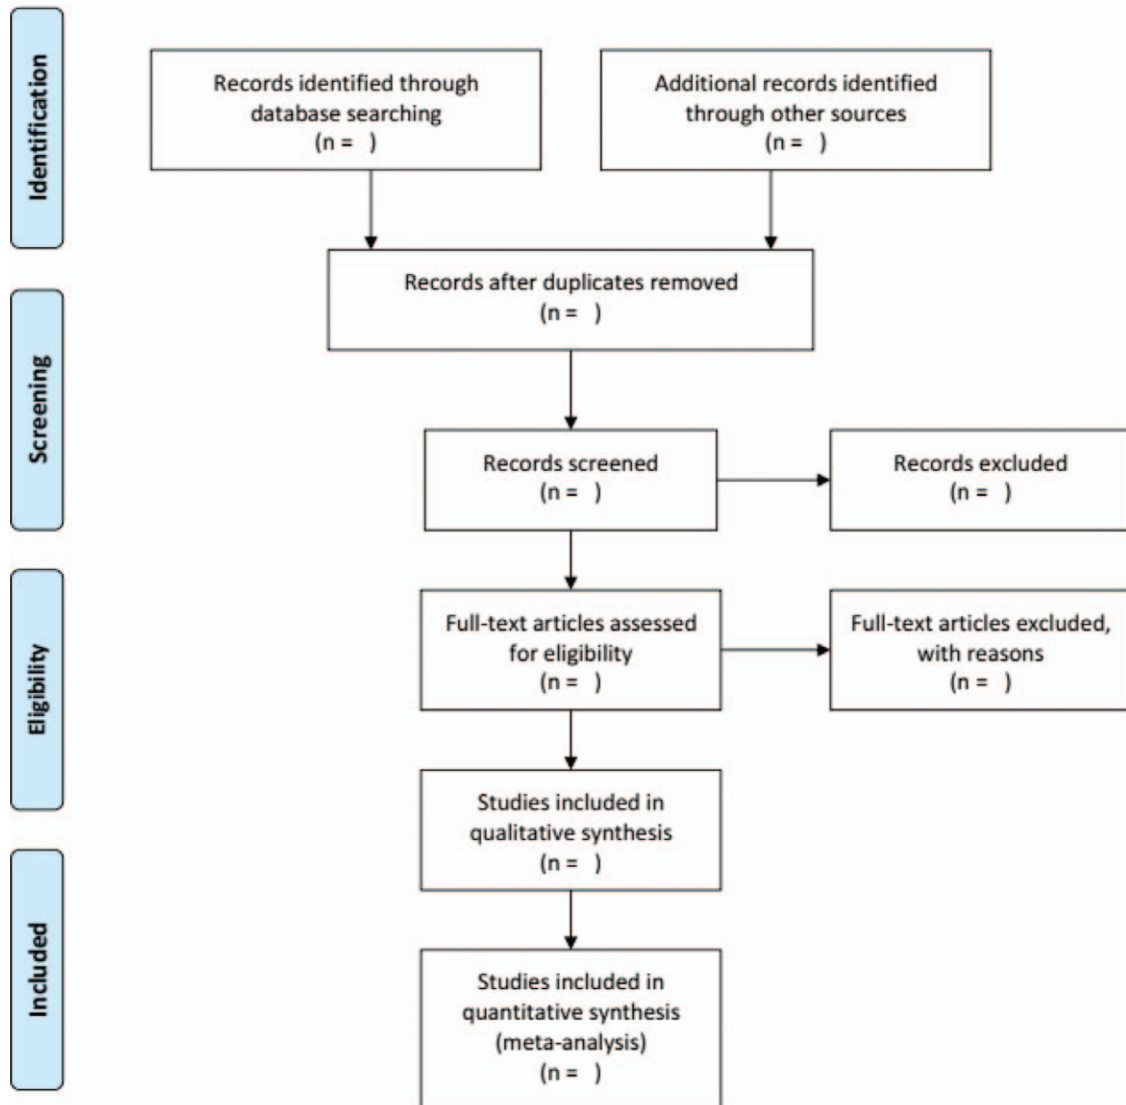 Identification
Records identified through
database searching
(n =   )
Additional records identified
through other sources
(n =   )
Records after duplicates removed
(n =   )
Screening
Records screened
(n =   )
Records excluded
(n =   )
Eligibility
Full-text articles assessed
for eligibility
(n =   )
Full-text articles excluded,
with reasons
(n =   )
Studies included in
qualitative synthesis
(n =   )
Included
Studies included in
quantitative synthesis
(meta-analysis)
(n =   )